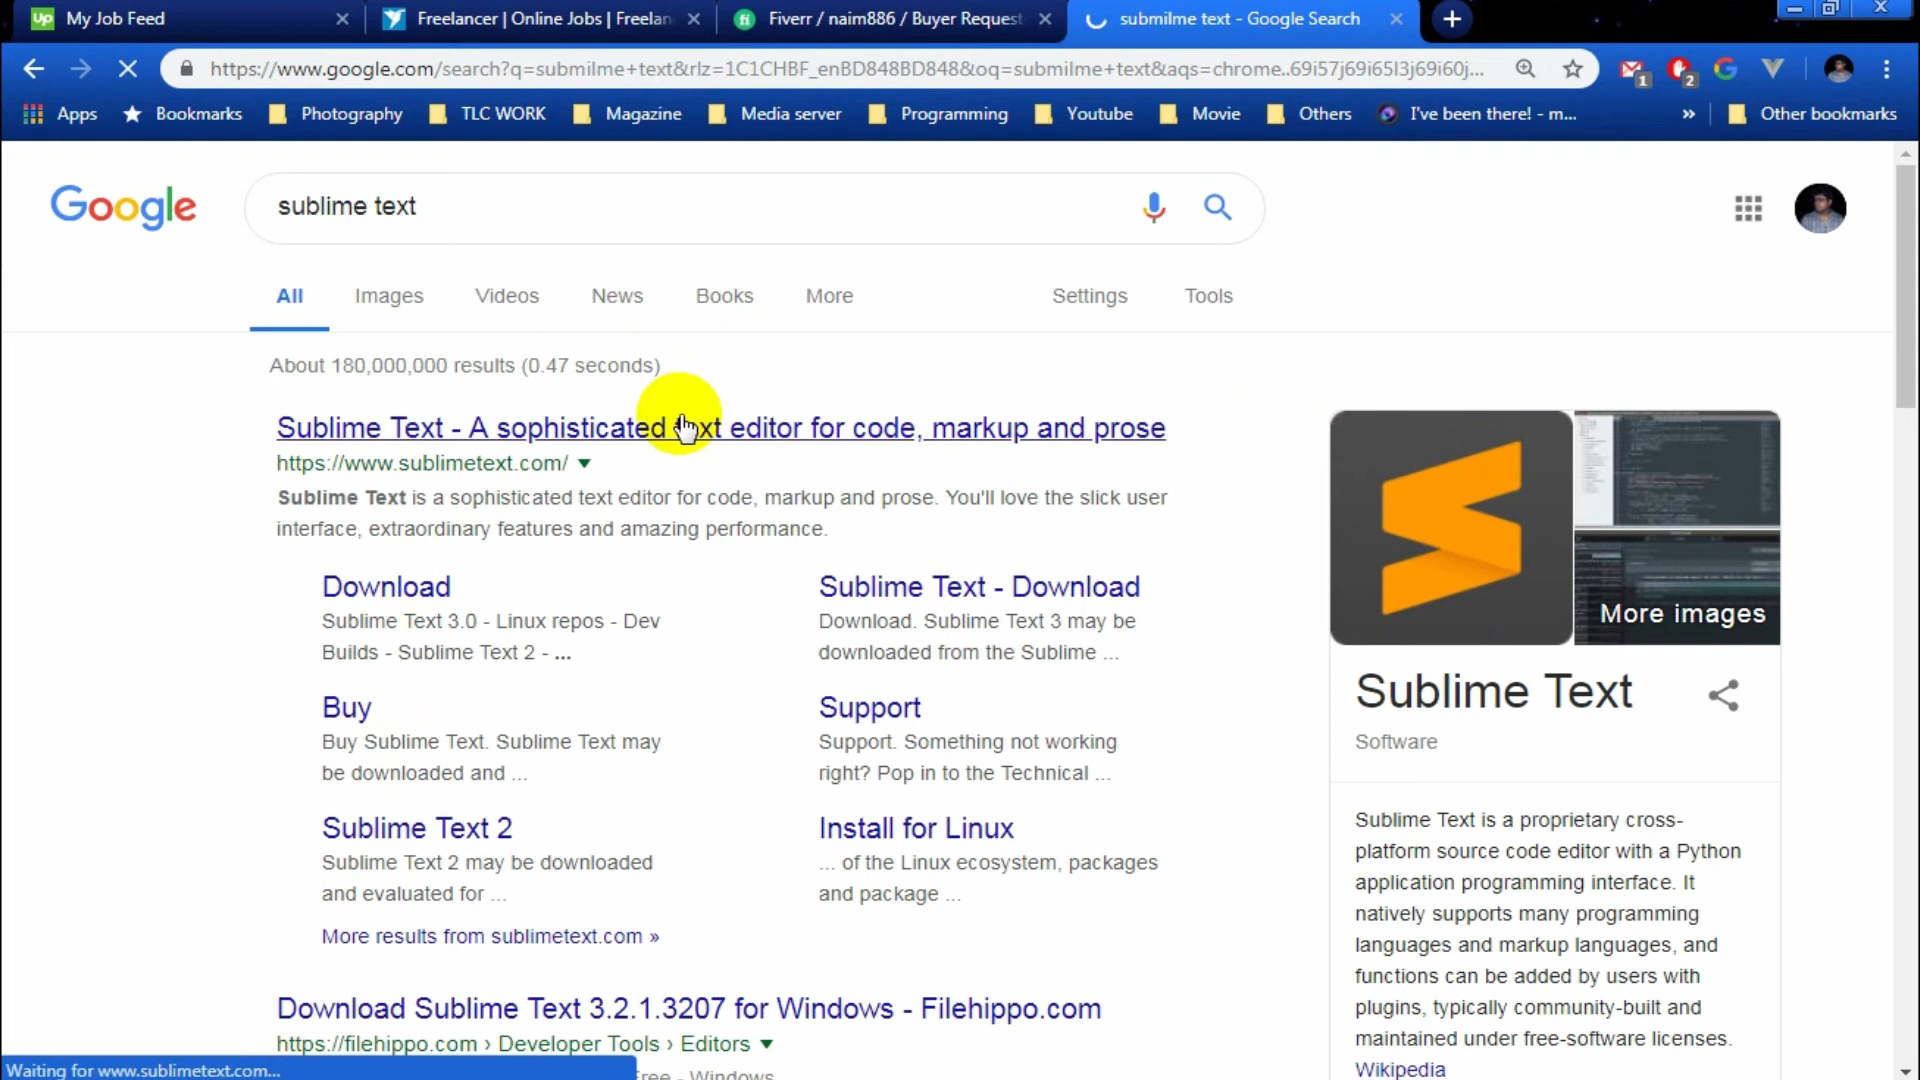 My Job Feed
Freelancer | Online Jobs | Freelan
Fiverr / naim886 / Buyer Request
submilme text - Google Search
https://www.google.com/search?q=submilme+text&rlz=1C1CHBF_enBD848BD848&oq=submilme+text&aqs=chrome..69i57j69i65l3j69i60j...
1
2
Apps
Bookmarks
Photography
TLC WORK
Magazine
Media server
Programming
Youtube
Movie
Others
I've been there! - m...
»
Other bookmarks
Google
sublime text
All
Images
Videos
News
Books
More
Settings
Tools
About 180,000,000 results (0.47 seconds)
Sublime Text - A sophisticated text editor for code, markup and prose
https://www.sublimetext.com/
Sublime Text is a sophisticated text editor for code, markup and prose. You'll love the slick user
interface, extraordinary features and amazing performance.
Download
Sublime Text 3.0 - Linux repos - Dev
Builds - Sublime Text 2 - ...
Sublime Text - Download
Download. Sublime Text 3 may be
downloaded from the Sublime ...
Buy
Buy Sublime Text. Sublime Text may
be downloaded and ...
Support
Support. Something not working
right? Pop in to the Technical ...
Sublime Text 2
Sublime Text 2 may be downloaded
and evaluated for ...
Install for Linux
... of the Linux ecosystem, packages
and package ...
More results from sublimetext.com »
Download Sublime Text 3.2.1.3207 for Windows - Filehippo.com
https://filehippo.com › Developer Tools › Editors
Free - Windows
More images
Sublime Text
Software
Sublime Text is a proprietary cross-
platform source code editor with a Python
application programming interface. It
natively supports many programming
languages and markup languages, and
functions can be added by users with
plugins, typically community-built and
maintained under free-software licenses.
Wikipedia
Waiting for www.sublimetext.com...